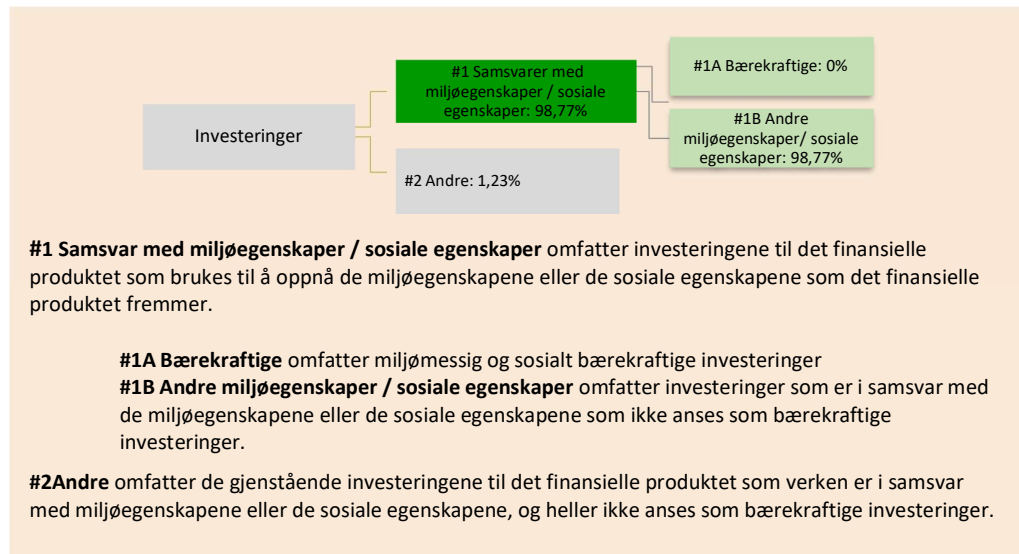 Investeringer
#1 Samsvarer med
miljøegenskaper / sosiale
egenskaper: 98,77%
#1A Bærekraftige: 0%
#1B Andre
miljøegenskaper/ sosiale
egenskaper: 98,77%
#2 Andre: 1,23%
#1 Samsvar med miljøegenskaper / sosiale egenskaper omfatter investeringene til det finansielle
produktet som brukes til å oppnå de miljøegenskapene eller de sosiale egenskapene som det finansielle
produktet fremmer.
#1A Bærekraftige omfatter miljømessig og sosialt bærekraftige investeringer
#1B Andre miljøegenskaper / sosiale egenskaper omfatter investeringer som er i samsvar med
de miljøegenskapene eller de sosiale egenskapene som ikke anses som bærekraftige
investeringer.
#2Andre omfatter de gjenstående investeringene til det finansielle produktet som verken er i samsvar
med miljøegenskapene eller de sosiale egenskapene, og heller ikke anses som bærekraftige investeringer.